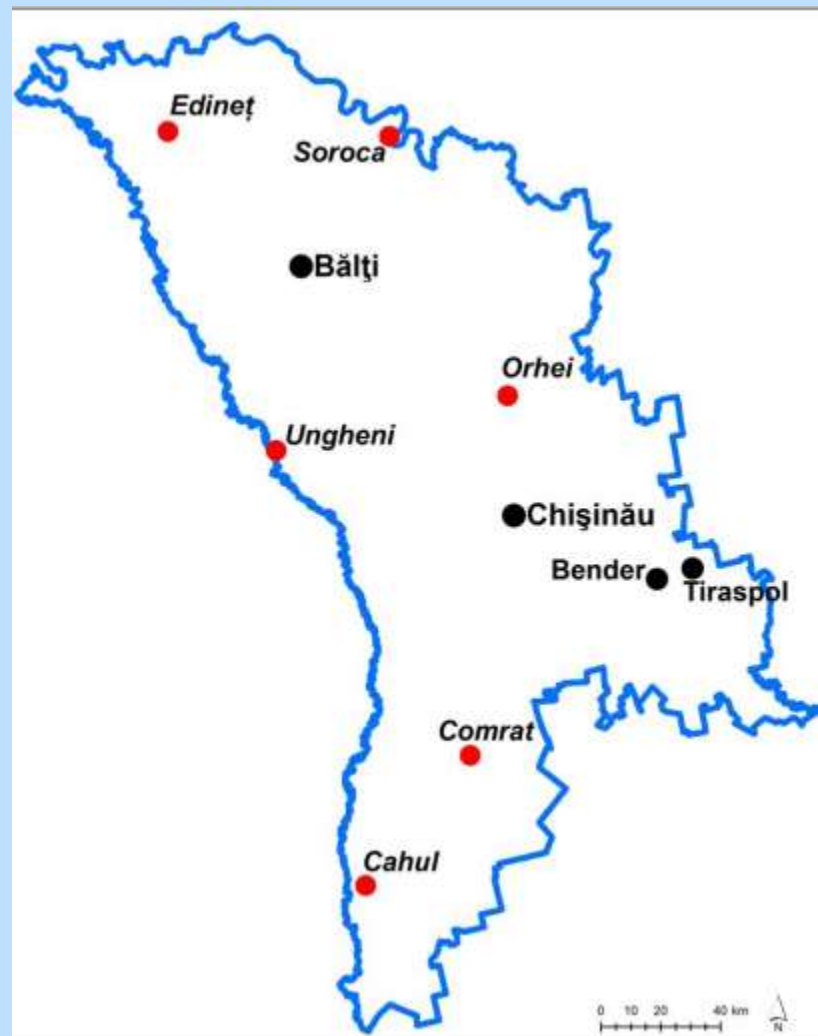 Edineț
Soroca
Bălţi
Orhei
Ungheni
Chişinău
Bender
Tiraspol
Comrat
Cahul
0 10 20 40 km
N